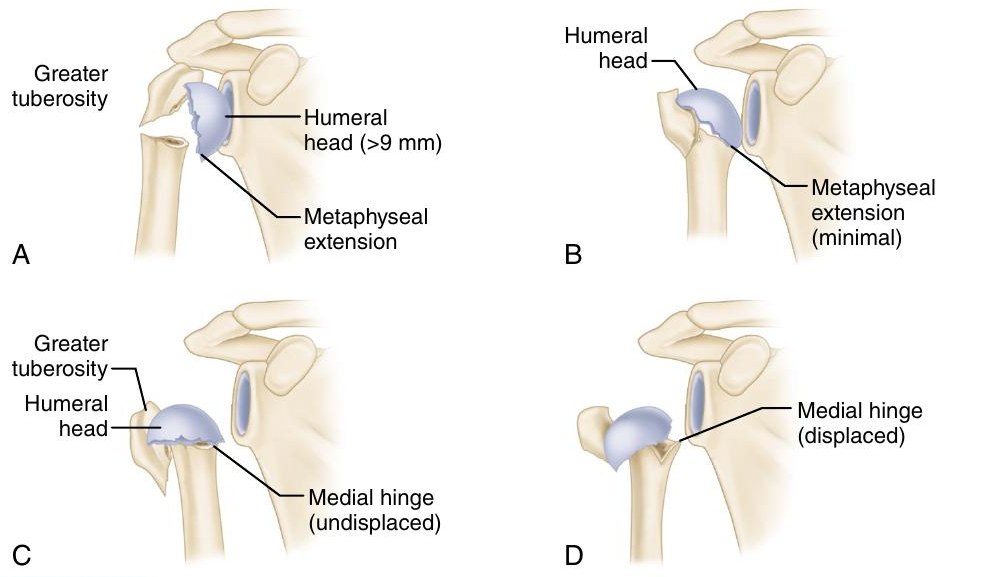 Greater
tuberosity
Humeral
head (>9 mm)
Metaphyseal
extension
A
Humeral
head
Metaphyseal
extension
(minimal)
B
Greater
tuberosity
Humeral
head
Medial hinge
(undisplaced)
C
Medial hinge
(displaced)
D